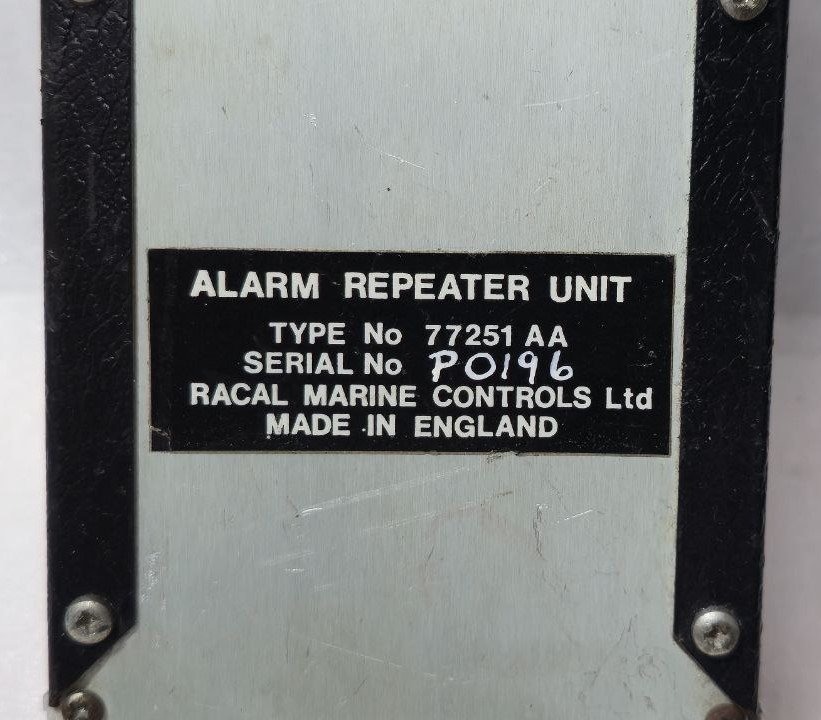 ALARM REPEATER UNIT
TYPE No 77251 AA
SERIAL No P0196
RACAL MARINE CONTROLS Ltd
MADE IN ENGLAND